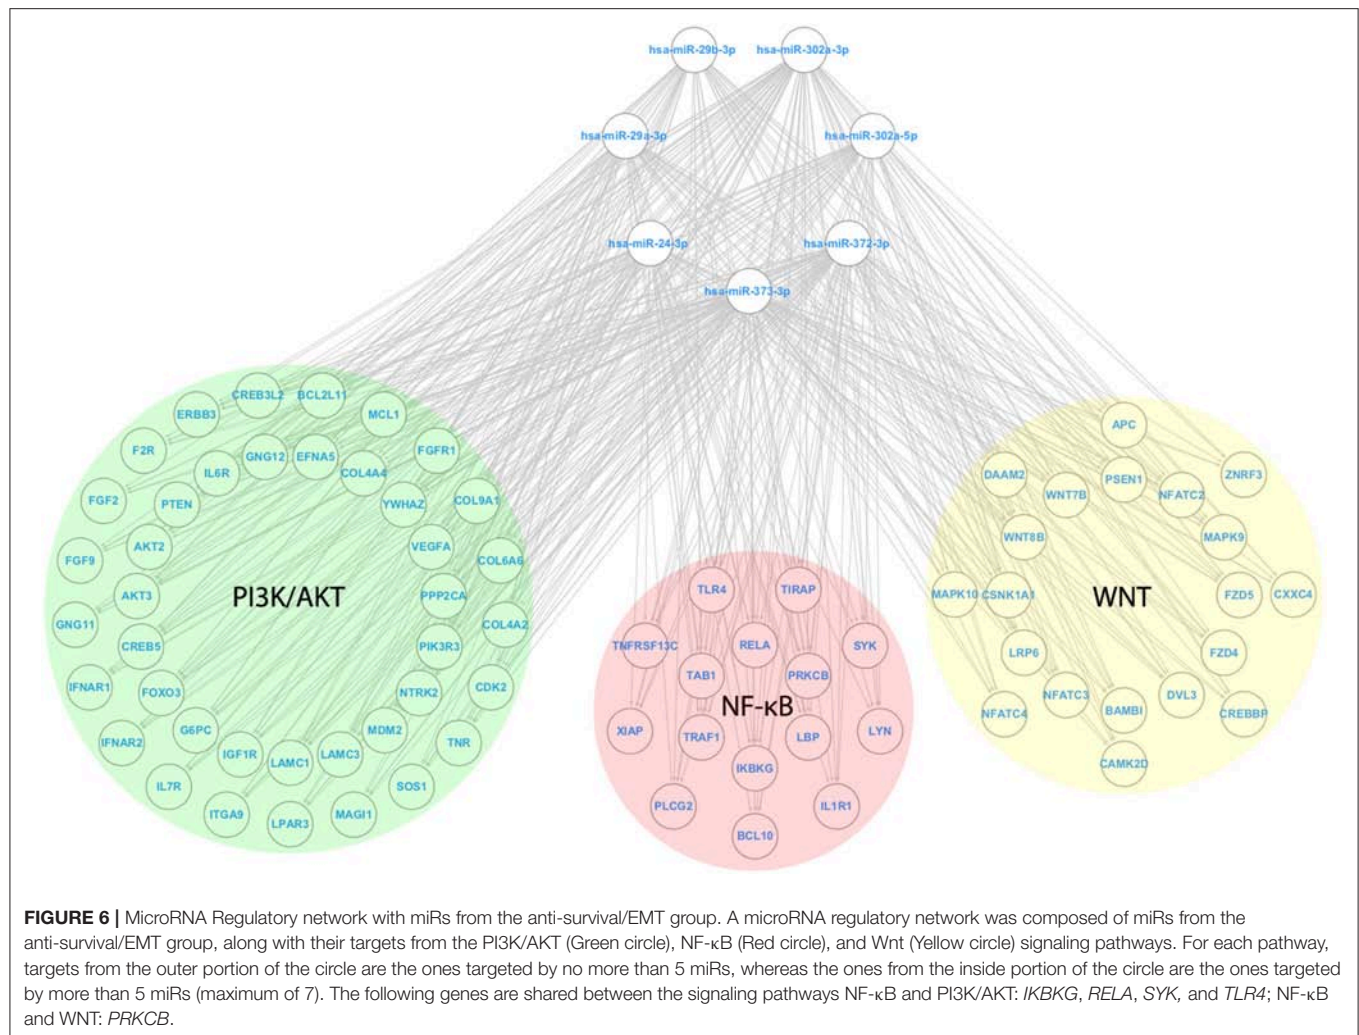 hsa-miR-29b-3p hsa-miR-302a-3p
hsa-miR-29a-3p hsa-miR-302a-5p
hsa-miR-24-3p hsa-miR-372-3p
hsa-miR-373-3p
CREB3L2 BCL2L11
ERBB3 MCL1
F2R GNG12 EFNA5 FGFR1
IL6R COL4A4
FGF2 PTEN YWHAZ COL9A1
AKT2 VEGFA
FGF9 COL6A6
AKT3 PI3K/AKT PPP2CA
GNG11 COL4A2
CREB5 PIK3R3
IFNAR1 FOXO3 NTRK2 CDK2
IFNAR2 G6PC MDM2 TNR
IGF1R LAMC1 LAMC3
IL7R SOS1
ITGA9 LPAR3 MAGI1
TLR4 TIRAP
TNFRSF13C RELA SYK
TAB1 PRKCB
NF-κB
XIAP TRAF1 LBP LYN
IKBKG
PLCG2 IL1R1
BCL10
APC
DAAM2 PSEN1 ZNRF3
WNT7B NFATC2
WNT8B MAPK9
MAPK10 CSNK1A1 WNT FZD5 CXXC4
LRP6 FZD4
NFATC3 DVL3
NFATC4 BAMBI CREBBP
CAMK2D
FIGURE 6 | MicroRNA Regulatory network with miRs from the anti-survival/EMT group. A microRNA regulatory network was composed of miRs from the
anti-survival/EMT group, along with their targets from the PI3K/AKT (Green circle), NF-κB (Red circle), and Wnt (Yellow circle) signaling pathways. For each pathway,
targets from the outer portion of the circle are the ones targeted by no more than 5 miRs, whereas the ones from the inside portion of the circle are the ones targeted
by more than 5 miRs (maximum of 7). The following genes are shared between the signaling pathways NF-κB and PI3K/AKT: IKBKG, RELA, SYK, and TLR4; NF-κB
and WNT: PRKCB.